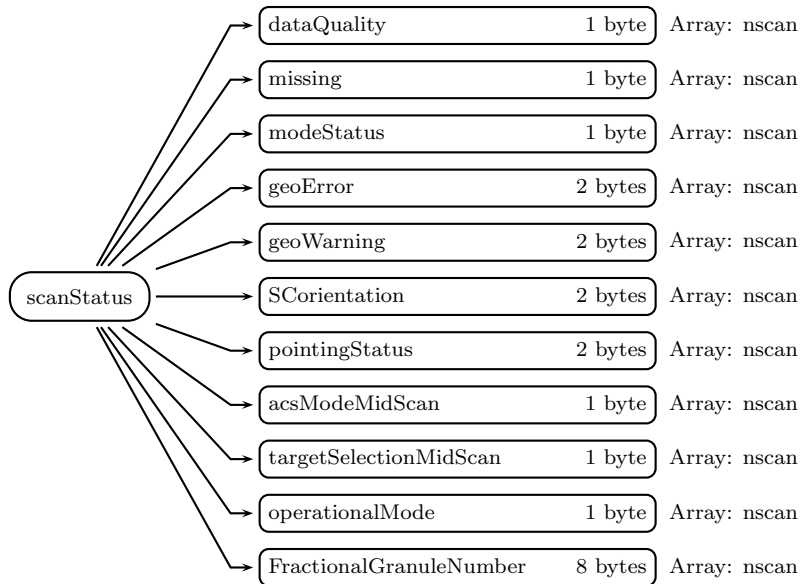 dataQuality 1 byte Array: nscan
missing 1 byte Array: nscan
modeStatus 1 byte Array: nscan
geoError 2 bytes Array: nscan
geoWarning 2 bytes Array: nscan
scanStatus
SCorientation 2 bytes Array: nscan
pointingStatus 2 bytes Array: nscan
acsModeMidScan 1 byte Array: nscan
targetSelectionMidScan 1 byte Array: nscan
operationalMode 1 byte Array: nscan
FractionalGranuleNumber 8 bytes Array: nscan